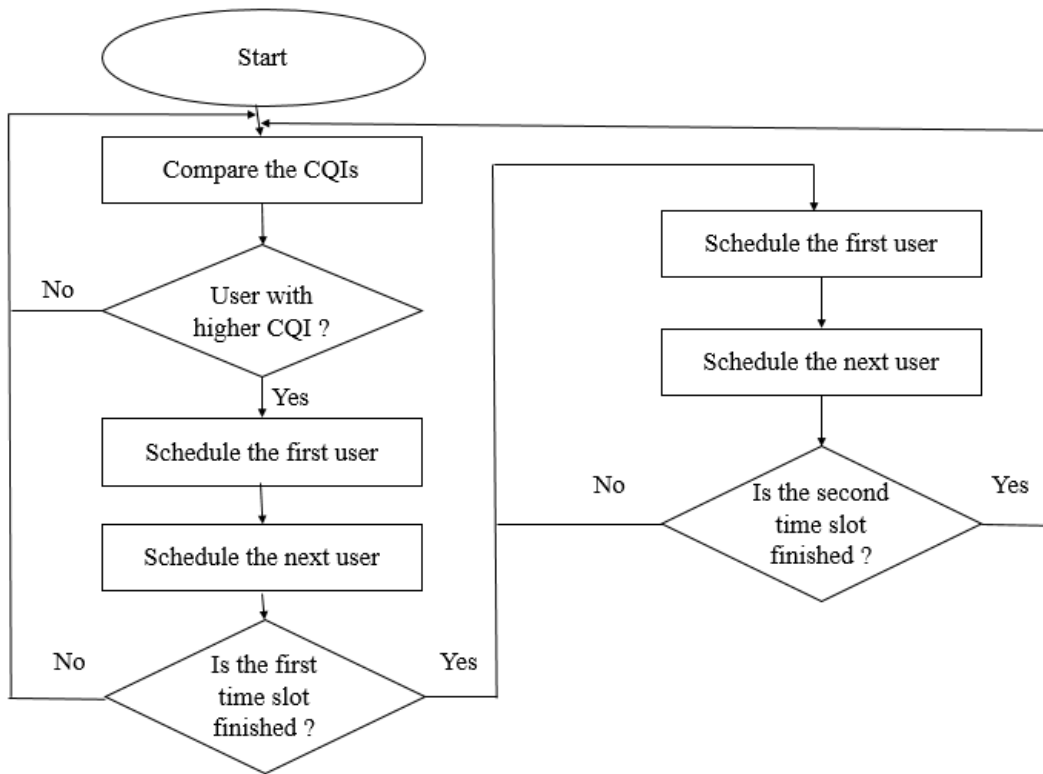 Start
Compare the CQIs
No
User with
higher CQI ?
Yes
Schedule the first user
Schedule the next user
No
Is the first
time slot
finished ?
Yes
Schedule the first user
Schedule the next user
No
Is the second
time slot
finished ?
Yes